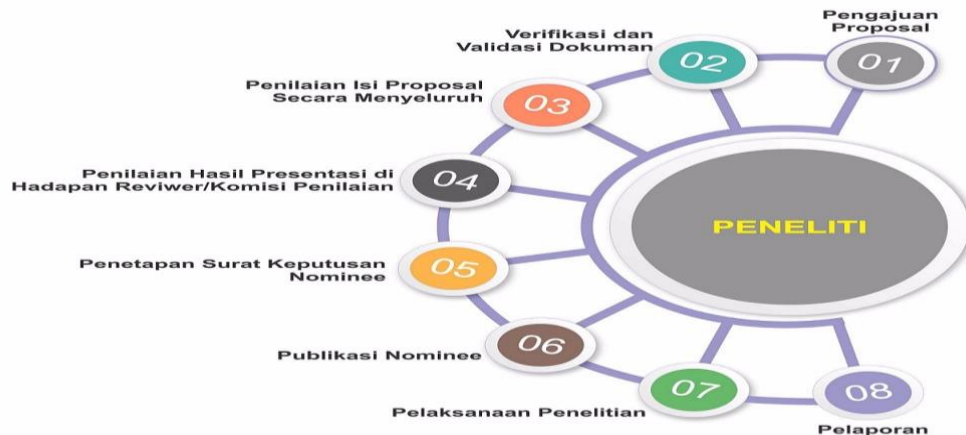 Pengajuan
Proposal
01
Verifikasi dan
Validasi Dokuman
02
Penilaian Isi Proposal
Secara Menyeluruh
03
Penilaian Hasil Presentasi di
Hadapan Reviwer/Komisi Penilaian
04
Penetapan Surat Keputusan
Nominee
05
Publikasi Nominee
06
Pelaksanaan Penelitian
07
Pelaporan
08
PENELITI